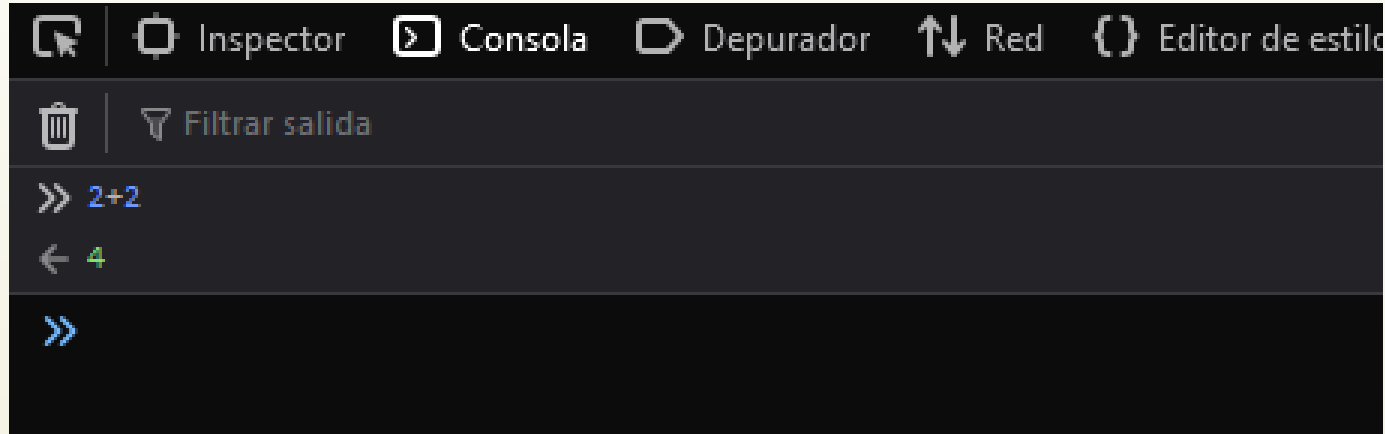 Inspector Consola Depurador Red {} Editor de estilo
Filtrar salida
» 2+2
← 4
»